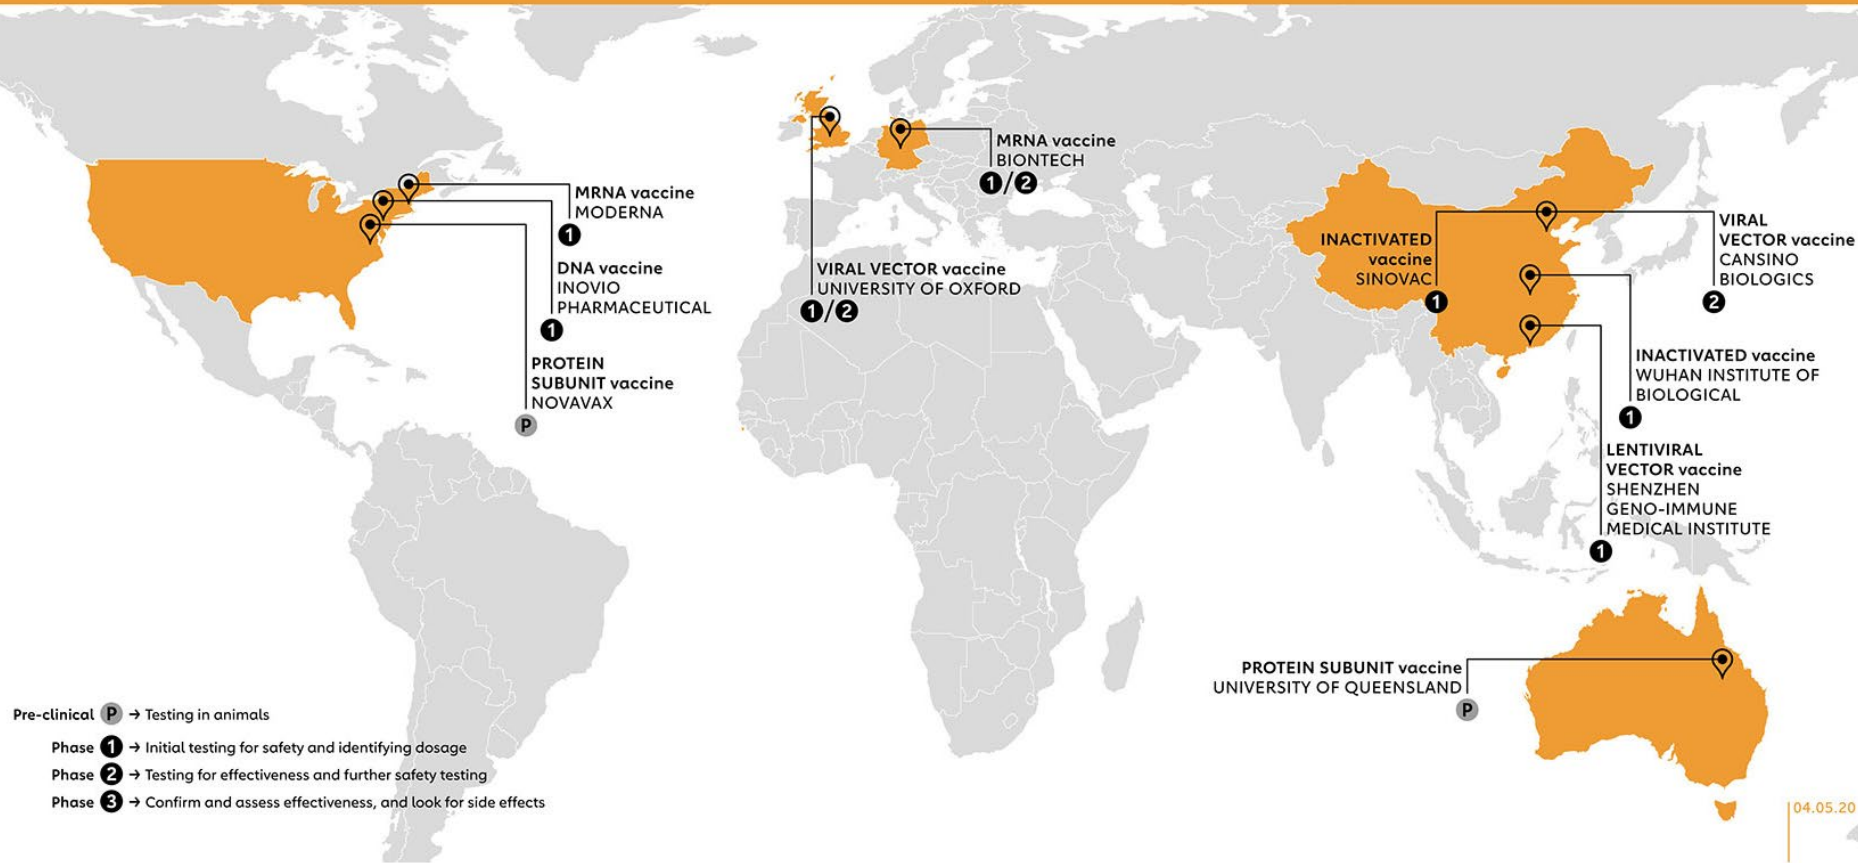 MRNA vaccine
MODERNA
1
DNA vaccine
INOVIO
PHARMACEUTICAL
1
PROTEIN
SUBUNIT vaccine
NOVAVAX
P
MRNA vaccine
BIONTECH
1/2
VIRAL VECTOR vaccine
UNIVERSITY OF OXFORD
1/2
INACTIVATED
vaccine
SINOVAC
1
VIRAL
VECTOR vaccine
CANSINO
BIOLOGICS
2
INACTIVATED vaccine
WUHAN INSTITUTE OF
BIOLOGICAL
1
LENTIVIRAL
VECTOR vaccine
SHENZHEN
GENO-IMMUNE
MEDICAL INSTITUTE
1
PROTEIN SUBUNIT vaccine
UNIVERSITY OF QUEENSLAND
P
Pre-clinical P → Testing in animals
Phase 1 → Initial testing for safety and identifying dosage
Phase 2 → Testing for effectiveness and further safety testing
Phase 3 → Confirm and assess effectiveness, and look for side effects
04.05.20